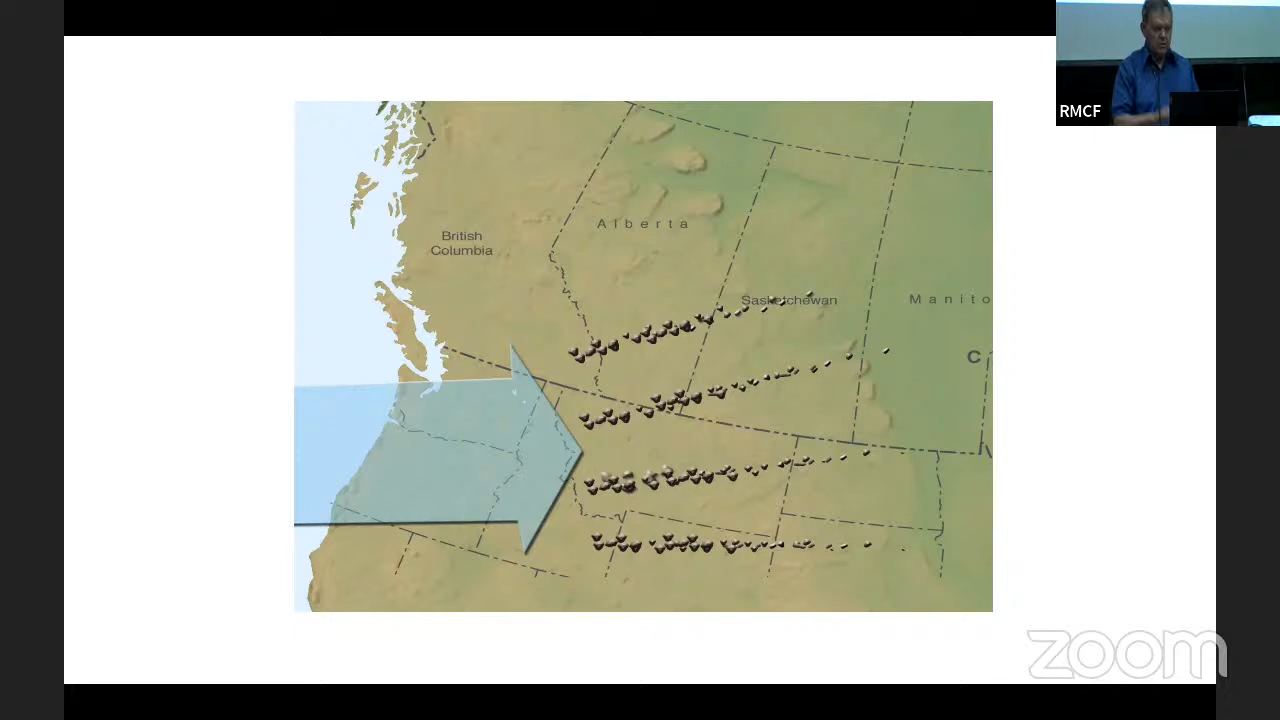 RMCF
British
Columbia
Alberta
Saskatchewan
Manito
C
zoom